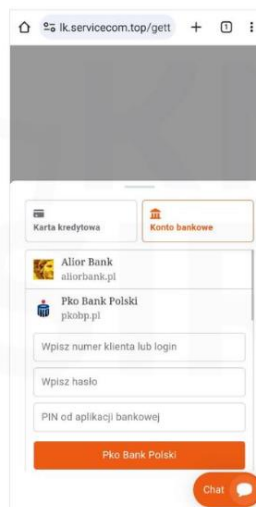 lk.servicecom.top/gett
1
Karta kredytowa
Konto bankowe
Alior Bank
aliorbank.pl
Pko Bank Polski
pkobp.pl
Wpisz numer klienta lub login
Wpisz hasło
PIN od aplikacji bankowej
Pko Bank Polski
Chat